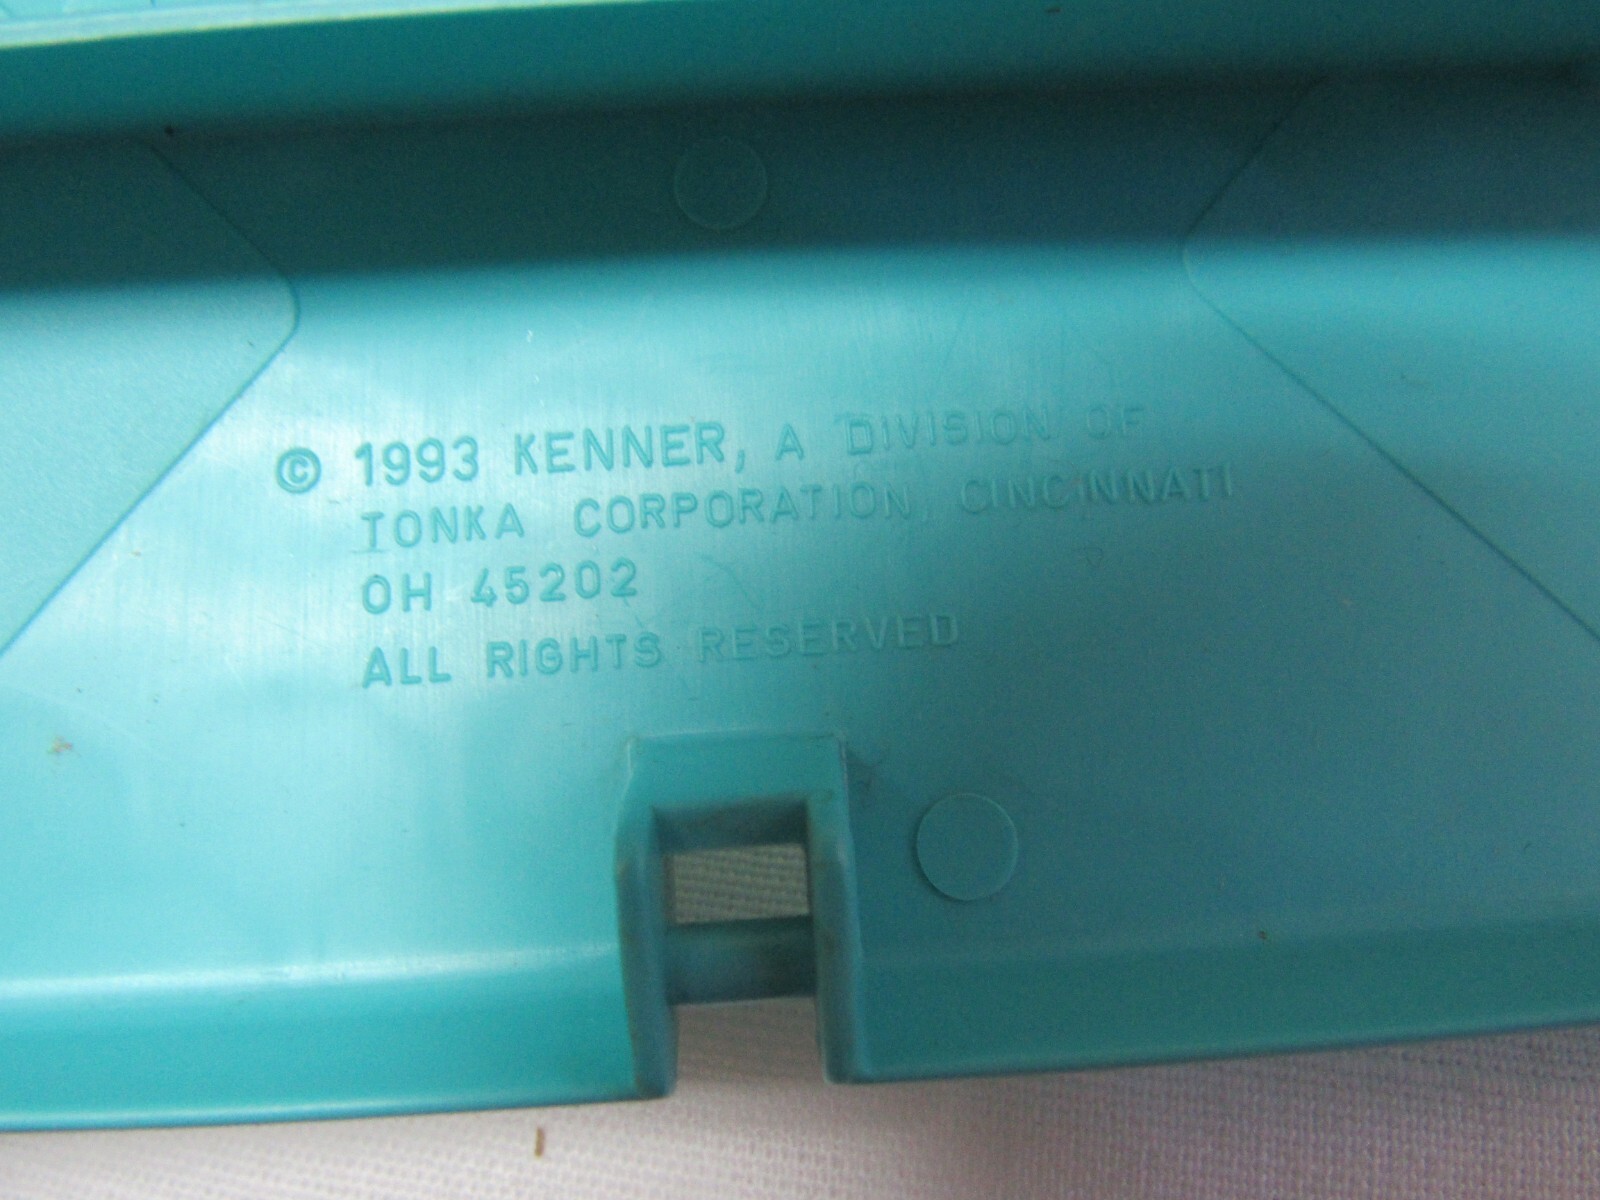 © 1993 KENNER, A DIVISION OF
TONKA CORPORATION, CINCINNATI
OH 45202
ALL RIGHTS RESERVED